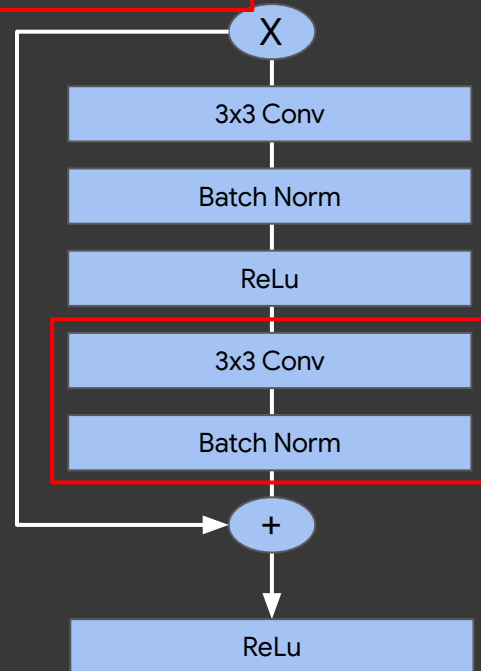 X
3x3 Conv
Batch Norm
ReLu
3x3 Conv
Batch Norm
+
ReLu